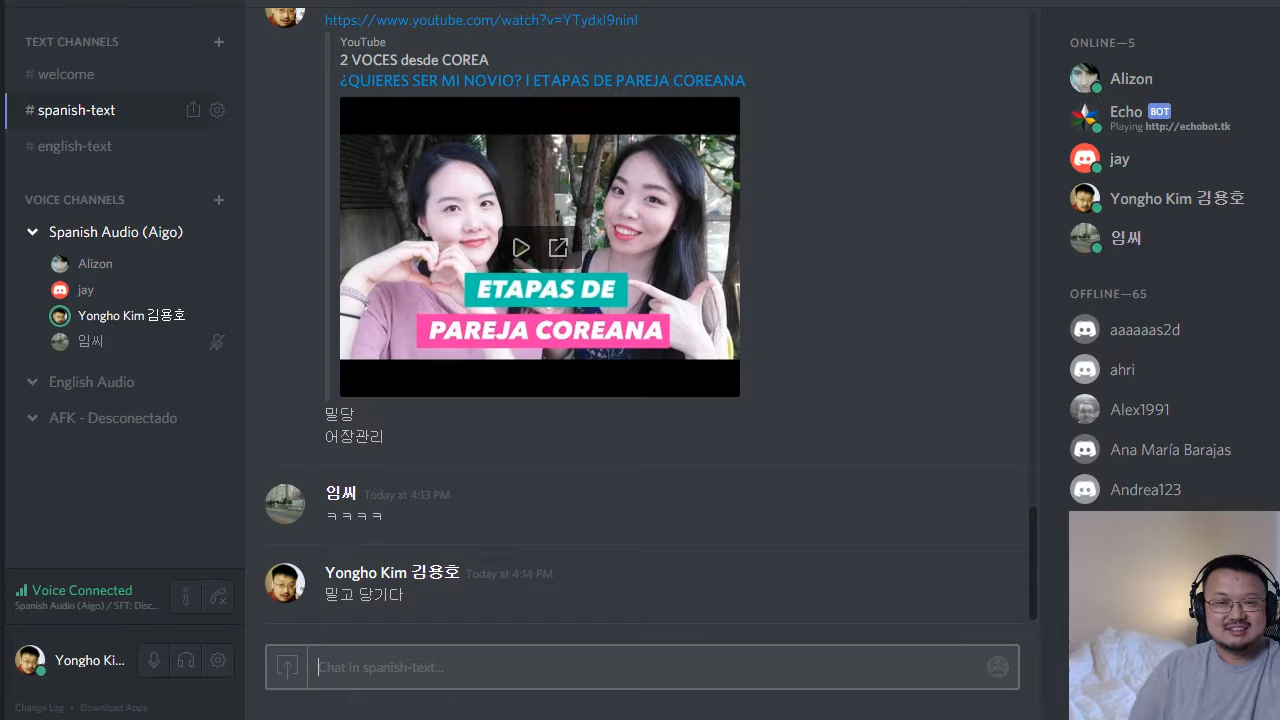 TEXT CHANNELS +
# welcome
# spanish-text
# english-text
VOICE CHANNELS +
Spanish Audio (Aigo)
Alizon
jay
Yongho Kim 김용호
임씨
English Audio
AFK - Desconectado
Voice Connected
Spanish Audio (Aigo) / SFT: Disc...
Yongho Ki...
Change Log • Download Apps
https://www.youtube.com/watch?v=YTydxl9ninI
YouTube
2 VOCES desde COREA
¿QUIERES SER MI NOVIO? l ETAPAS DE PAREJA COREANA
ETAPAS DE
PAREJA COREANA
밀당
어장관리
임씨 Today at 4:13 PM
ㅋㅋㅋㅋ
Yongho Kim 김용호 Today at 4:14 PM
밀고 당기다
Chat in spanish-text...
ONLINE—5
Alizon
Echo BOT
Playing http://echobot.tk
jay
Yongho Kim 김용호
임씨
OFFLINE—65
aaaaaas2d
ahri
Alex1991
Ana María Barajas
Andrea123